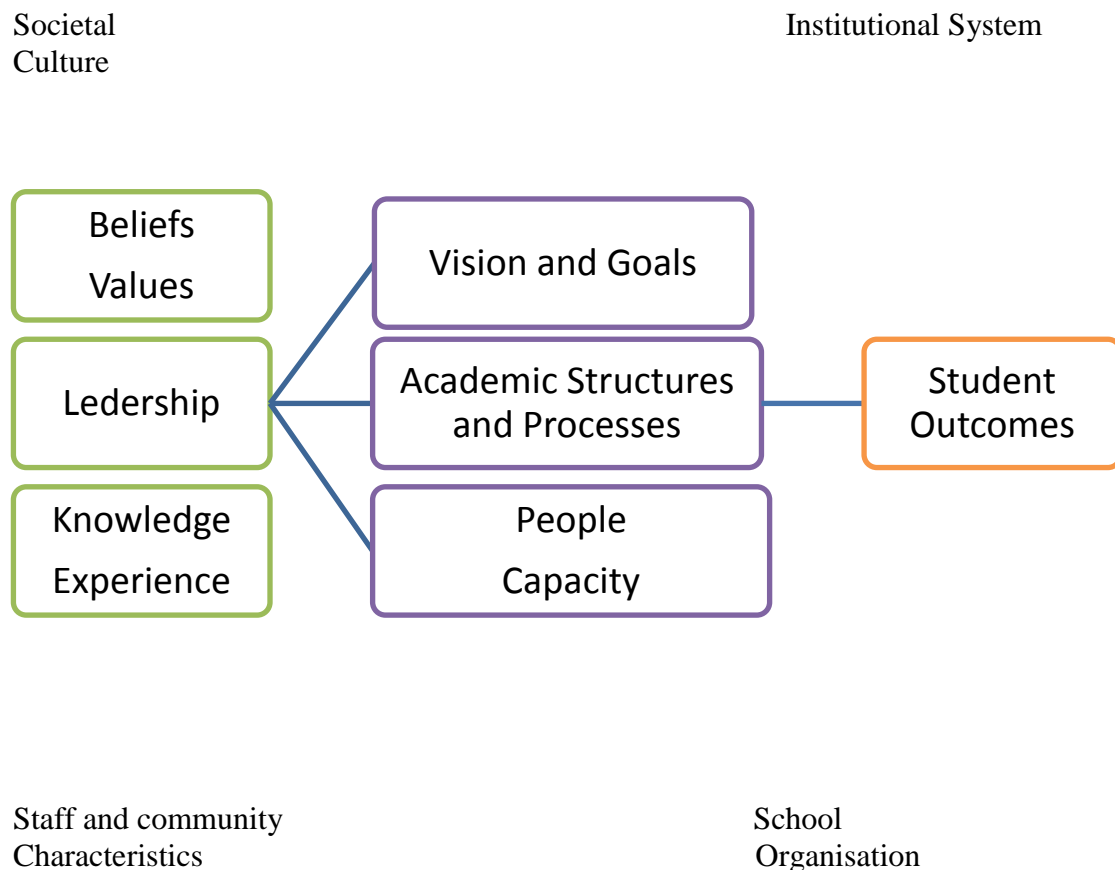 Societal
Culture
Institutional System
Beliefs
Values
Vision and Goals
Ledership
Academic Structures
and Processes
Student
Outcomes
Knowledge
Experience
People
Capacity
Staff and community
Characteristics
School
Organisation